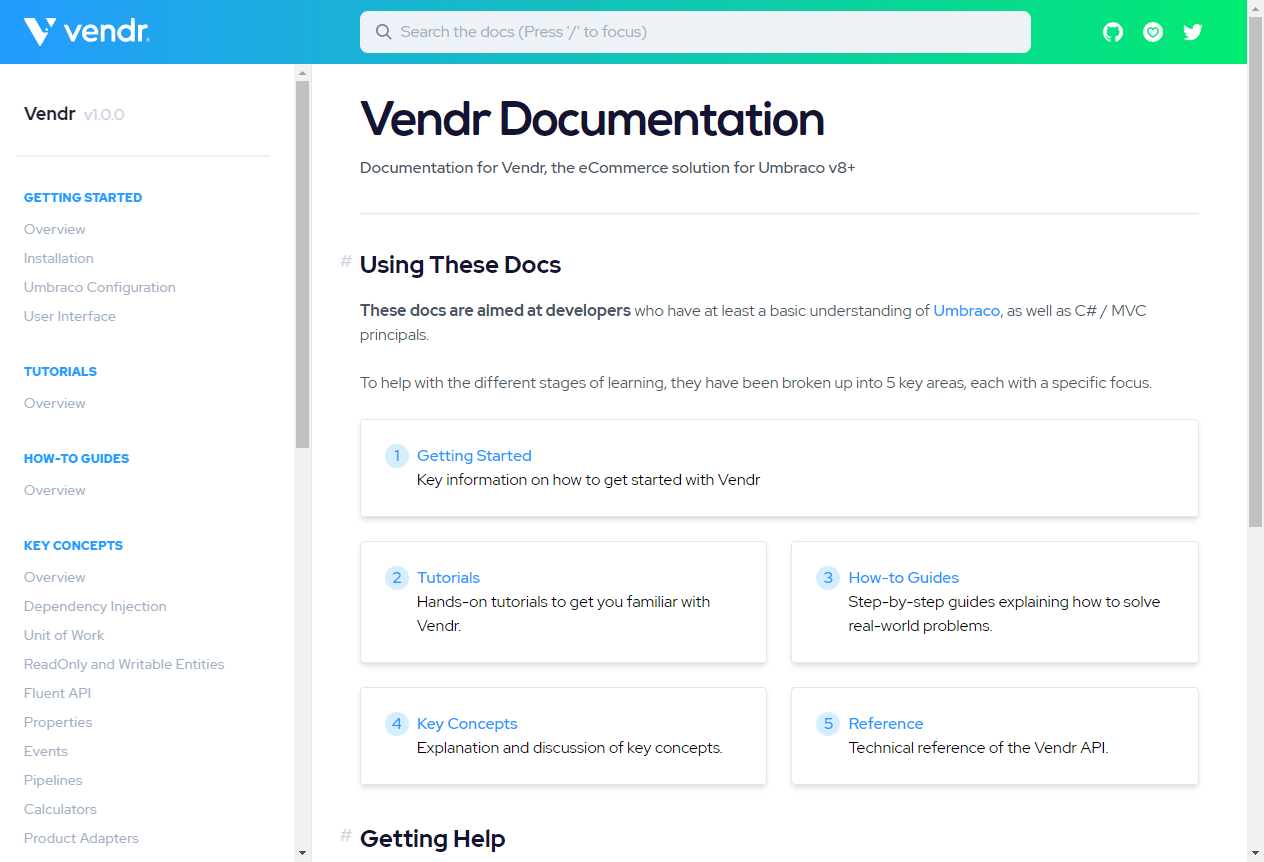 vendr
Search the docs (Press '/' to focus)
Vendr v1.0.0
GETTING STARTED
Overview
Installation
Umbraco Configuration
User Interface
TUTORIALS
Overview
HOW-TO GUIDES
Overview
KEY CONCEPTS
Overview
Dependency Injection
Unit of Work
ReadOnly and Writable Entities
Fluent API
Properties
Events
Pipelines
Calculators
Product Adapters
Vendr Documentation
Documentation for Vendr, the eCommerce solution for Umbraco v8+
# Using These Docs
These docs are aimed at developers who have at least a basic understanding of Umbraco, as well as C# / MVC
principals.
To help with the different stages of learning, they have been broken up into 5 key areas, each with a specific focus.
1 Getting Started
Key information on how to get started with Vendr
2 Tutorials
Hands-on tutorials to get you familiar with
Vendr.
3 How-to Guides
Step-by-step guides explaining how to solve
real-world problems.
4 Key Concepts
Explanation and discussion of key concepts.
5 Reference
Technical reference of the Vendr API.
# Getting Help